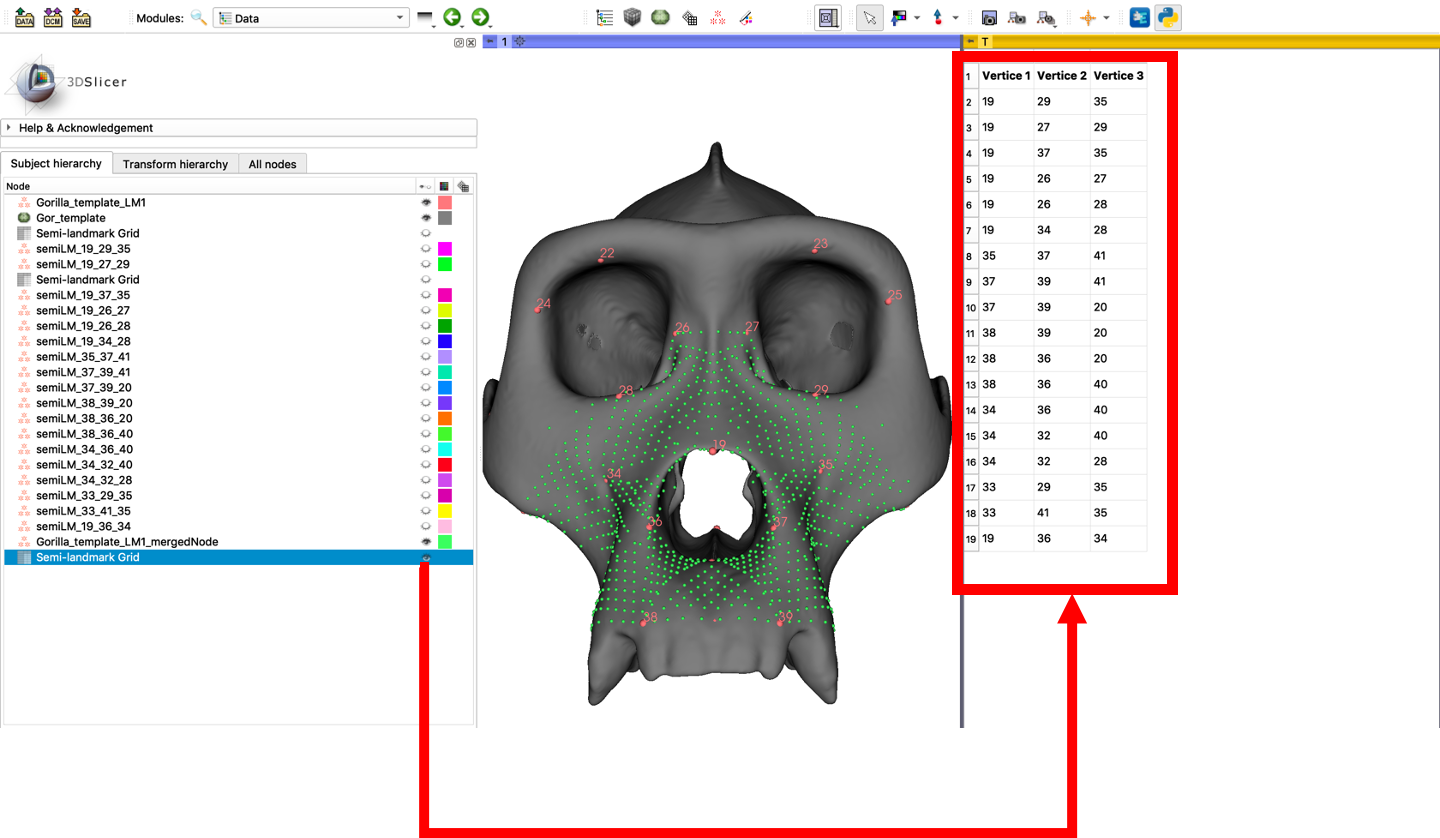 DATA DCM SAVE Modules: Data
1
T
3DSlicer
Help & Acknowledgement
Subject hierarchy Transform hierarchy All nodes
Node
Gorilla_template_LM1
Gor_template
Semi-landmark Grid
semiLM_19_29_35
semiLM_19_27_29
Semi-landmark Grid
semiLM_19_37_35
semiLM_19_26_27
semiLM_19_26_28
semiLM_19_34_28
semiLM_35_37_41
semiLM_37_39_41
semiLM_37_39_20
semiLM_38_39_20
semiLM_38_36_20
semiLM_38_36_40
semiLM_34_36_40
semiLM_34_32_40
semiLM_34_32_28
semiLM_33_29_35
semiLM_33_41_35
semiLM_19_36_34
Gorilla_template_LM1_mergedNode
Semi-landmark Grid
22 23
24 25
26 27
28 29
19
34 35
36 37
38 39
1 Vertice 1 Vertice 2 Vertice 3
2 19 29 35
3 19 27 29
4 19 37 35
5 19 26 27
6 19 26 28
7 19 34 28
8 35 37 41
9 37 39 41
10 37 39 20
11 38 39 20
12 38 36 20
13 38 36 40
14 34 36 40
15 34 32 40
16 34 32 28
17 33 29 35
18 33 41 35
19 19 36 34